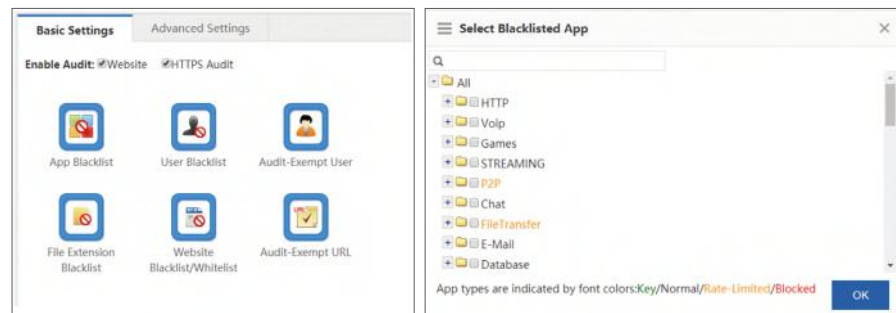 Basic Settings
Advanced Settings
Enable Audit: Website HTTPS Audit
App Blacklist
User Blacklist
Audit-Exempt User
File Extension
Blacklist
Website
Blacklist/Whitelist
Audit-Exempt URL
Select Blacklisted App
All
HTTP
Voip
Games
STREAMING
P2P
Chat
FileTransfer
E-Mail
Database
App types are indicated by font colors:Key/Normal/Rate-Limited/Blocked
OK